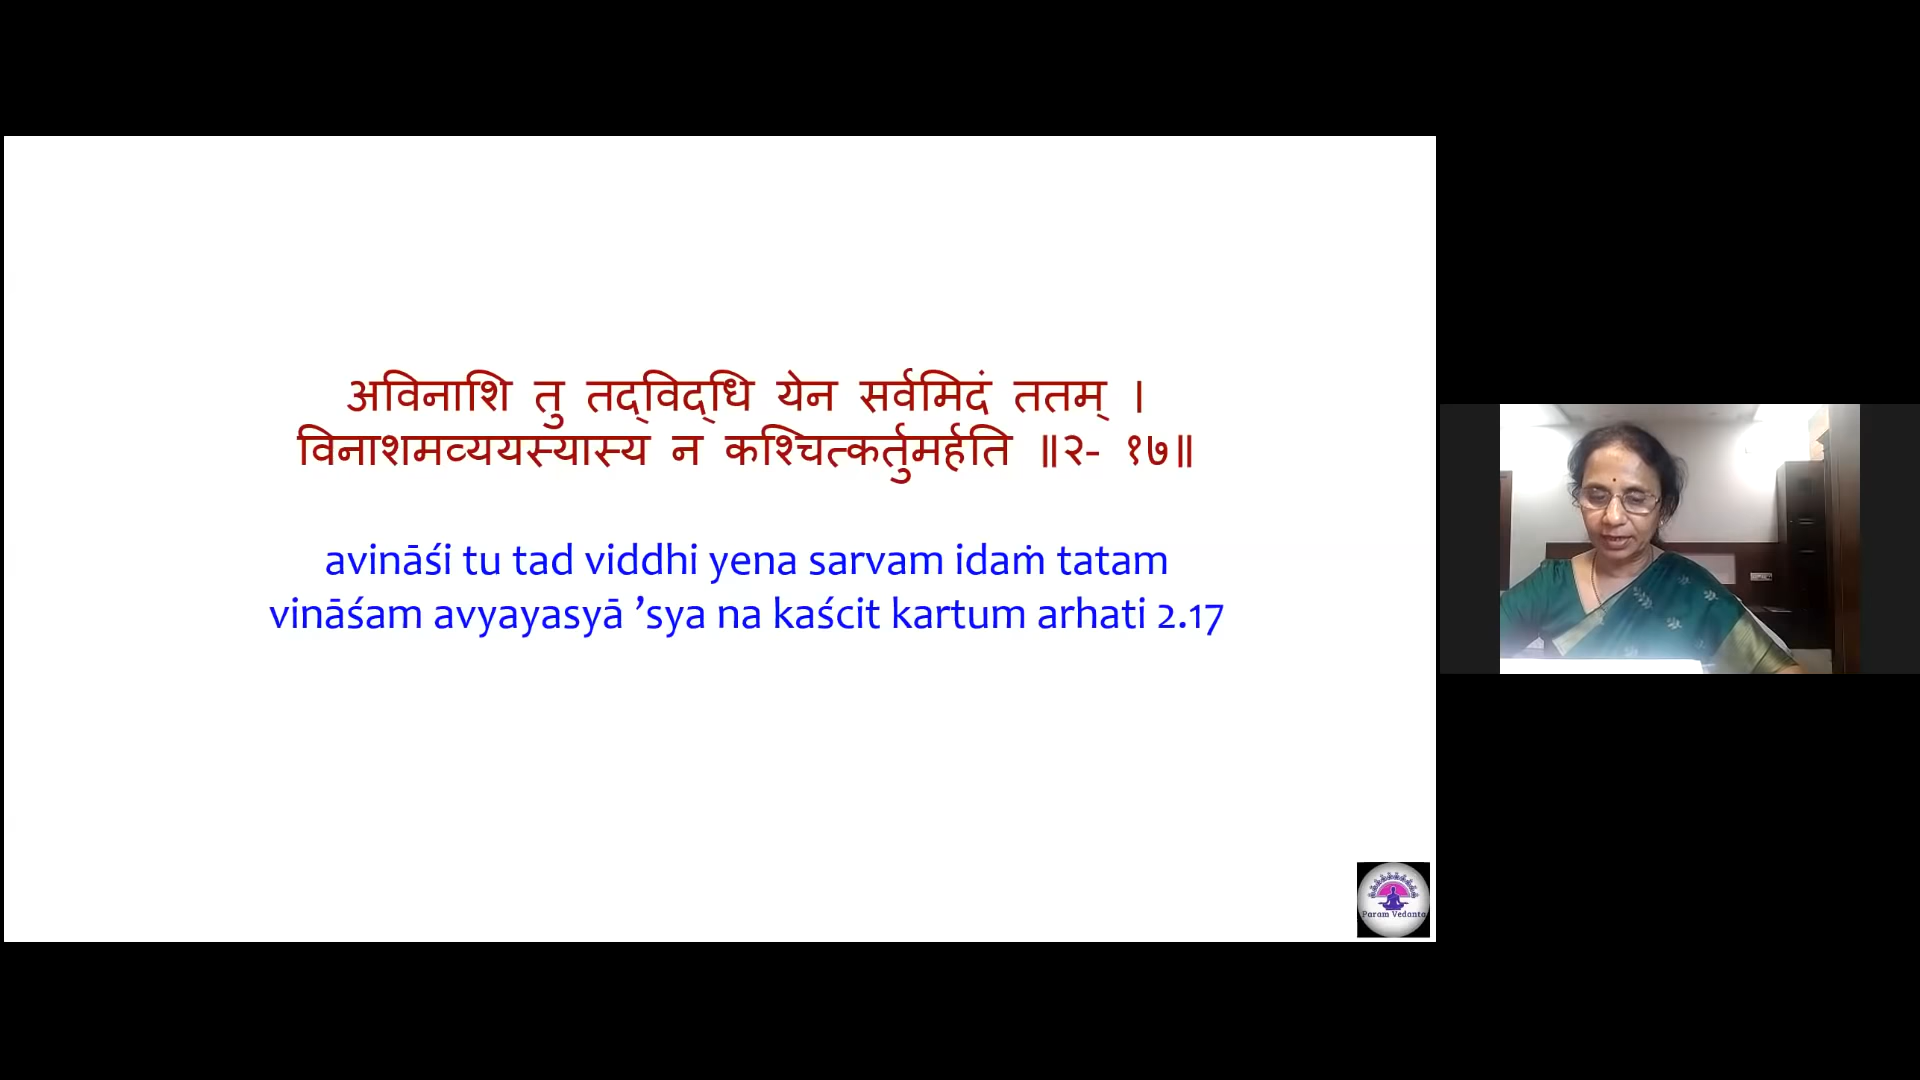 अविनाशि तु तद्‌विद्‌धि येन सर्वमिदं ततम् ।
विनाशमव्ययस्यास्य न कश्चित्कर्तुमर्हति ॥२- १७॥
avināśi tu tad viddhi yena sarvam idaṁ tatam
vināśam avyayasyā ’sya na kaścit kartum arhati 2.17
Param Vedanta